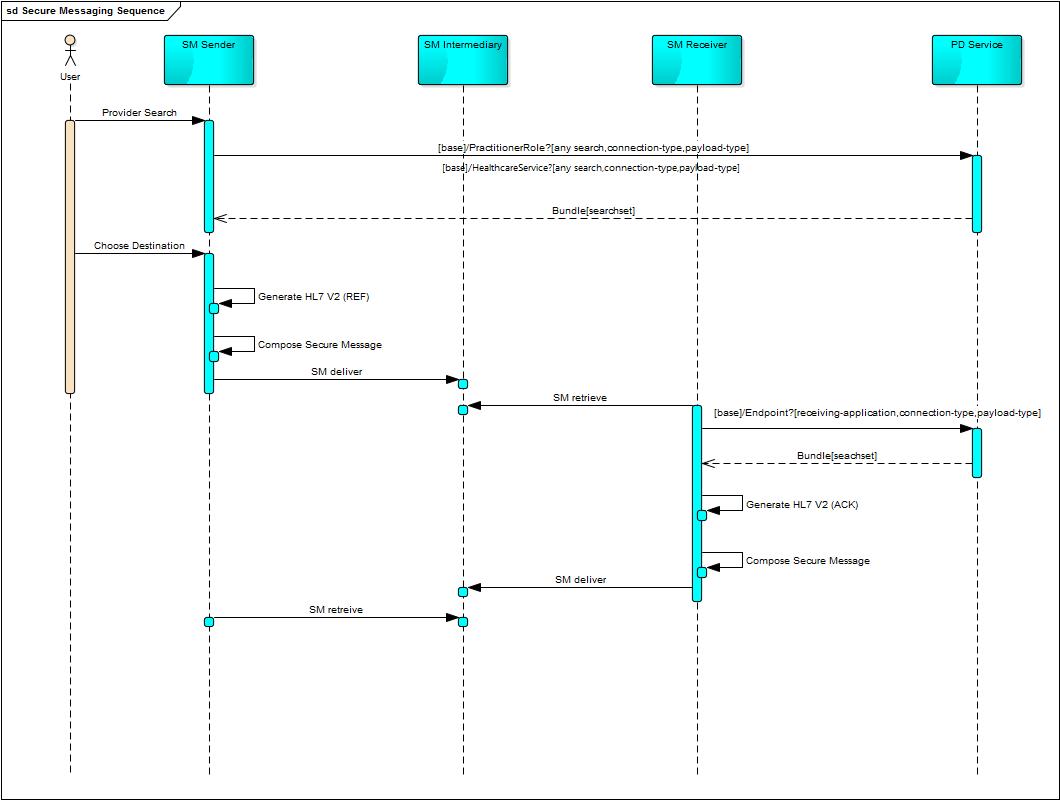 sd Secure Messaging Sequence
User
SM Sender
SM Intermediary
SM Receiver
PD Service
Provider Search
[base]/PractitionerRole?[any search,connection-type,payload-type]
[base]/HealthcareService?[any search,connection-type,payload-type]
Bundle[searchset]
Choose Destination
Generate HL7 V2 (REF)
Compose Secure Message
SM deliver
SM retrieve
[base]/Endpoint?[receiving-application,connection-type,payload-type]
Bundle[seachset]
Generate HL7 V2 (ACK)
Compose Secure Message
SM deliver
SM retreive